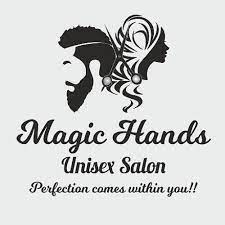 Magic Hands
Unisex Salon
Perfection comes within you!!